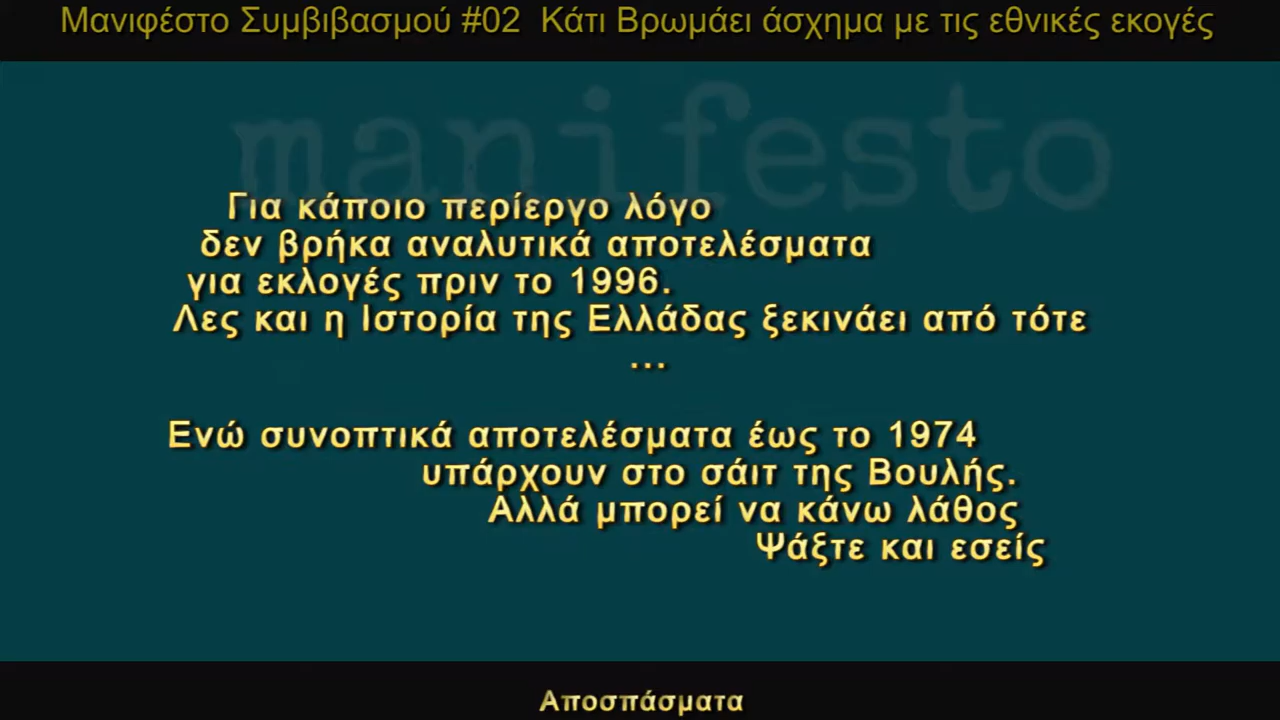 Μανιφέστο Συμβιβασμού #02 Κάτι Βρωμάει άσχημα με τις εθνικές εκογές
manifesto
Για κάποιο περίεργο λόγο
δεν βρήκα αναλυτικά αποτελέσματα
για εκλογές πριν το 1996.
Λες και η Ιστορία της Ελλάδας ξεκινάει από τότε
...
Ενώ συνοπτικά αποτελέσματα έως το 1974
υπάρχουν στο σάιτ της Βουλής.
Αλλά μπορεί να κάνω λάθος
Ψάξτε και εσείς
Αποσπάσματα